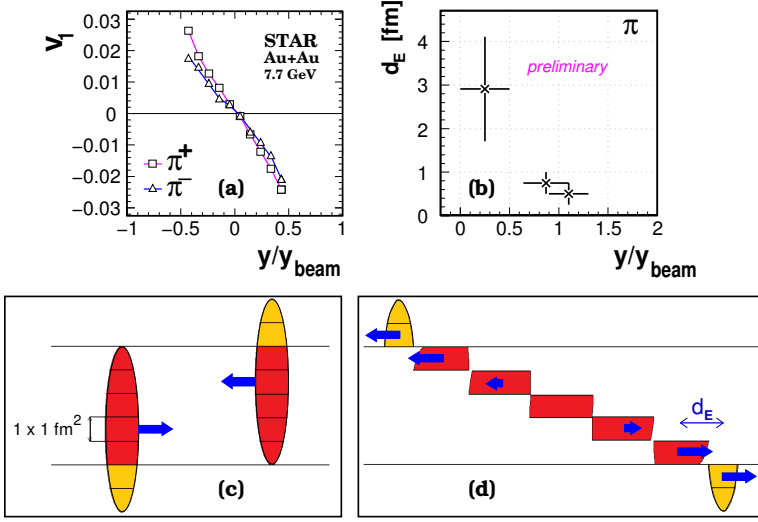 v1
0.03
0.02
0.01
0
−0.01
−0.02
−0.03
STAR
Au+Au
7.7 GeV
π+
π−
(a)
−1 −0.5 0 0.5 1
y/ybeam
dE [fm]
5
4
3
2
1
0
π
preliminary
(b)
0 0.5 1 1.5 2
y/ybeam
1 x 1 fm2
(c)
dE
(d)